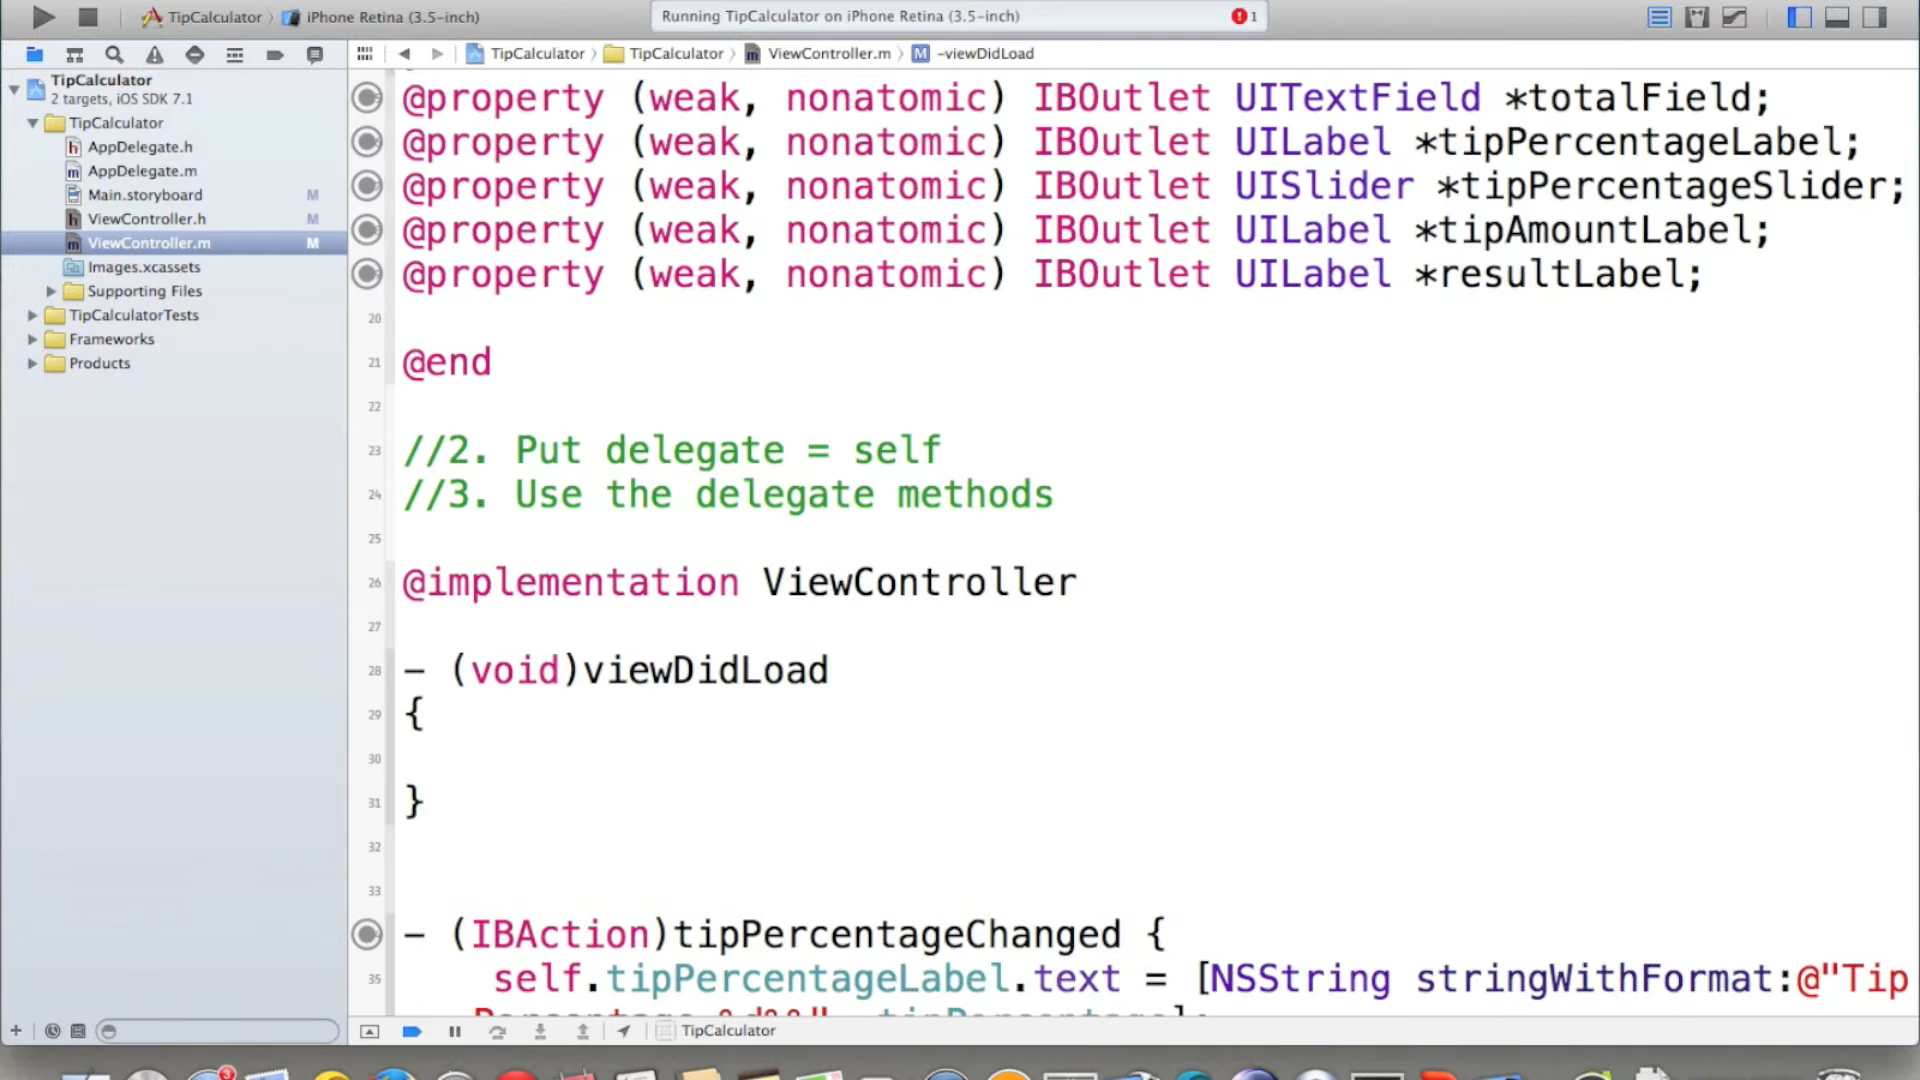 TipCalculator 〉 iPhone Retina (3.5-inch)
Running TipCalculator on iPhone Retina (3.5-inch)
1
TipCalculator 〉 TipCalculator 〉 ViewController.m 〉 M -viewDidLoad
TipCalculator
2 targets, iOS SDK 7.1
TipCalculator
h AppDelegate.h
m AppDelegate.m
Main.storyboard M
h ViewController.h M
m ViewController.m M
Images.xcassets
Supporting Files
TipCalculatorTests
Frameworks
Products
@property (weak, nonatomic) IBOutlet UITextField *totalField;
@property (weak, nonatomic) IBOutlet UILabel *tipPercentageLabel;
@property (weak, nonatomic) IBOutlet UISlider *tipPercentageSlider;
@property (weak, nonatomic) IBOutlet UILabel *tipAmountLabel;
@property (weak, nonatomic) IBOutlet UILabel *resultLabel;
20
21 @end
22
23 //2. Put delegate = self
24 //3. Use the delegate methods
25
26 @implementation ViewController
27
28 - (void)viewDidLoad
29 {
30
31 }
32
33
- (IBAction)tipPercentageChanged {
35 self.tipPercentageLabel.text = [NSString stringWithFormat:@"Tip
TipCalculator
3